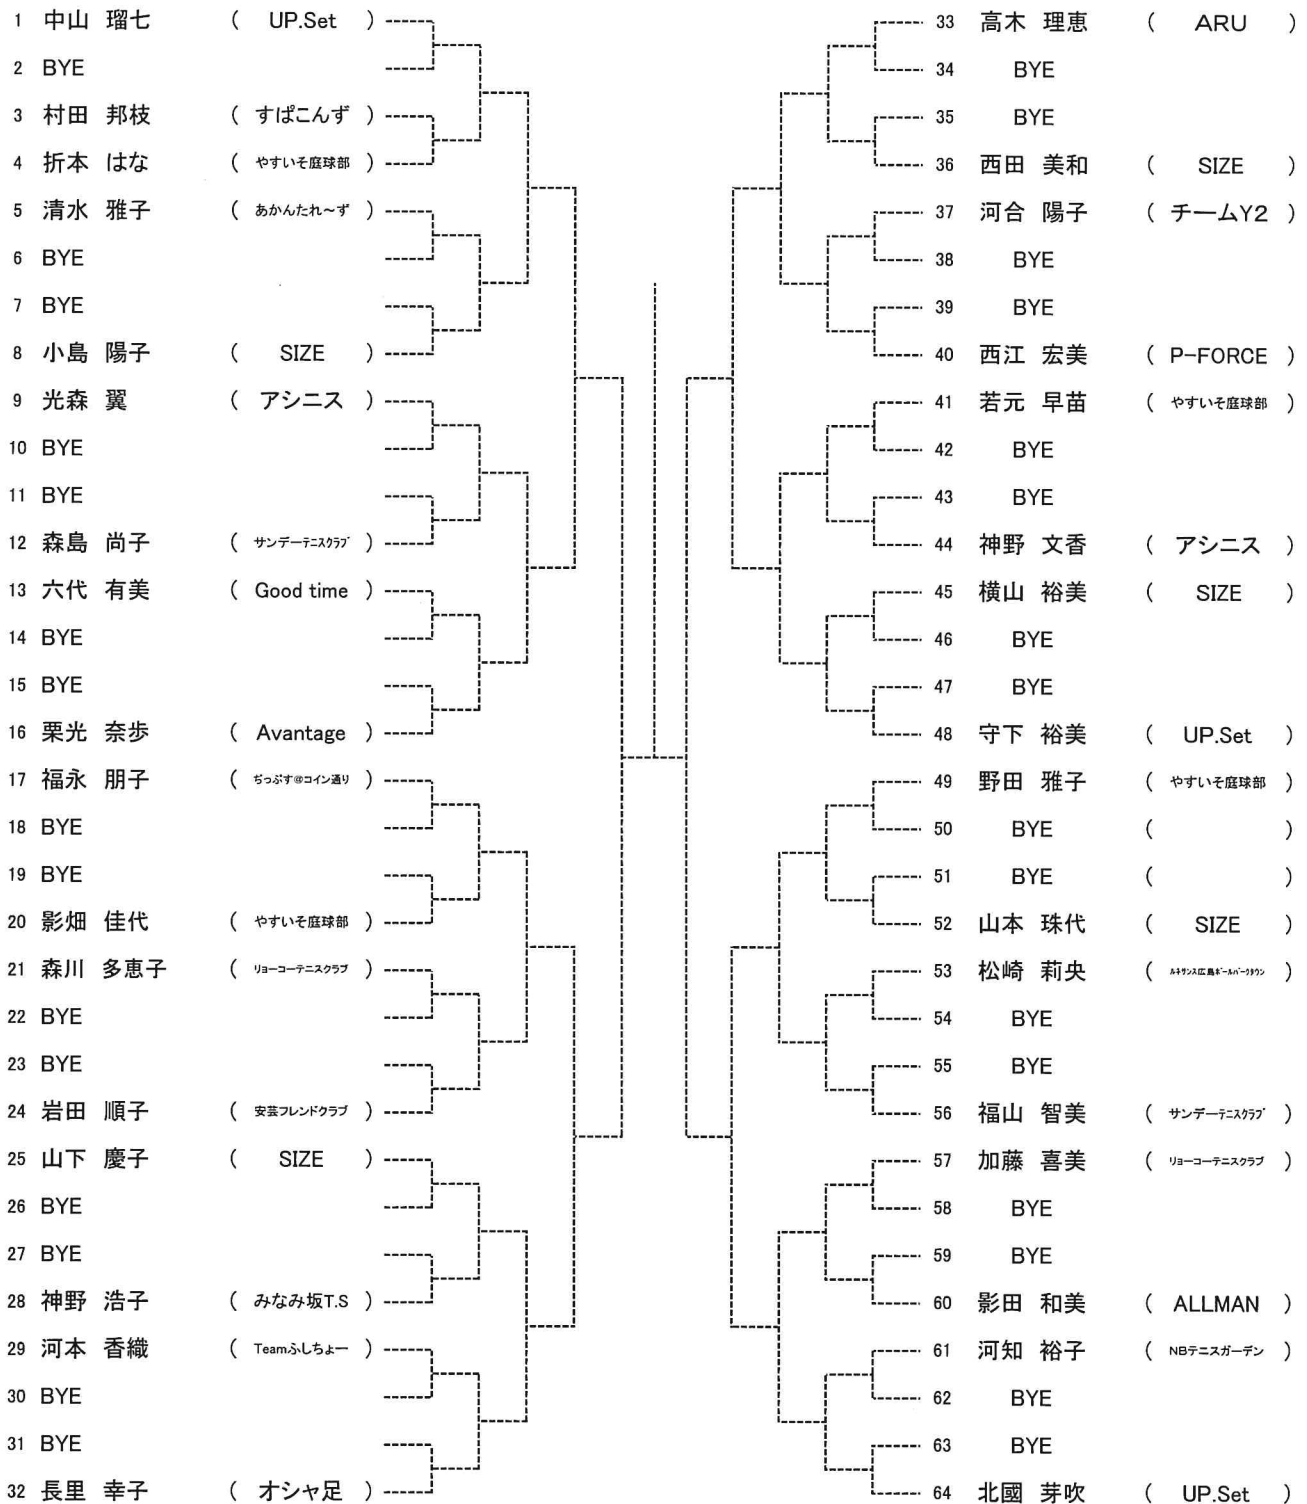 1 中山 瑠七 ( UP.Set )
2 BYE
3 村田 邦枝 ( すぱこんず )
4 折本 はな ( やすいそ庭球部 )
5 清水 雅子 ( あかんたれ～ず )
6 BYE
7 BYE
8 小島 陽子 ( SIZE )
9 光森 翼 ( アシニス )
10 BYE
11 BYE
12 森島 尚子 ( サンデーテニスクラブ )
13 六代 有美 ( Good time )
14 BYE
15 BYE
16 栗光 奈歩 ( Avantage )
17 福永 朋子 ( ぢっぷす@コイン通り )
18 BYE
19 BYE
20 影畑 佳代 ( やすいそ庭球部 )
21 森川 多恵子 ( リョーコーテニスクラブ )
22 BYE
23 BYE
24 岩田 順子 ( 安芸フレンドクラブ )
25 山下 慶子 ( SIZE )
26 BYE
27 BYE
28 神野 浩子 ( みなみ坂T.S )
29 河本 香織 ( Teamふしちょー )
30 BYE
31 BYE
32 長里 幸子 ( オシャ足 )
33 高木 理恵 ( ARU )
34 BYE
35 BYE
36 西田 美和 ( SIZE )
37 河合 陽子 ( チームY2 )
38 BYE
39 BYE
40 西江 宏美 ( P-FORCE )
41 若元 早苗 ( やすいそ庭球部 )
42 BYE
43 BYE
44 神野 文香 ( アシニス )
45 横山 裕美 ( SIZE )
46 BYE
47 BYE
48 守下 裕美 ( UP.Set )
49 野田 雅子 ( やすいそ庭球部 )
50 BYE ( )
51 BYE ( )
52 山本 珠代 ( SIZE )
53 松崎 莉央 ( ルネサンス広島ボールパークタウン )
54 BYE
55 BYE
56 福山 智美 ( サンデーテニスクラブ )
57 加藤 喜美 ( リョーコーテニスクラブ )
58 BYE
59 BYE
60 影田 和美 ( ALLMAN )
61 河知 裕子 ( NBテニスガーデン )
62 BYE
63 BYE
64 北國 芽吹 ( UP.Set )